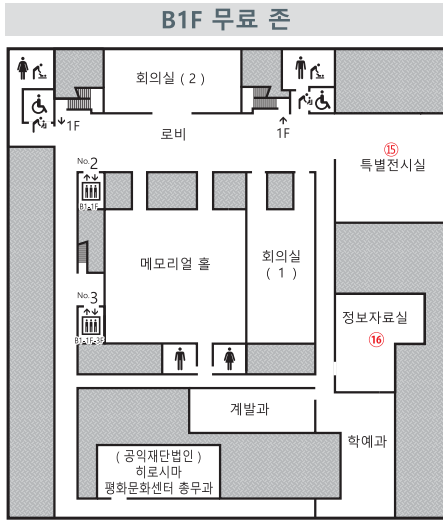 B1F 무료 존
회의실 ( 2 )
1F
1F
로비
⑮
특별전시실
No.2
B1-1F
메모리얼 홀
회의실
( 1 )
No.3
B1-1F-3F
정보자료실
⑯
계발과
학예과
( 공익재단법인 )
히로시마
평화문화센터 총무과